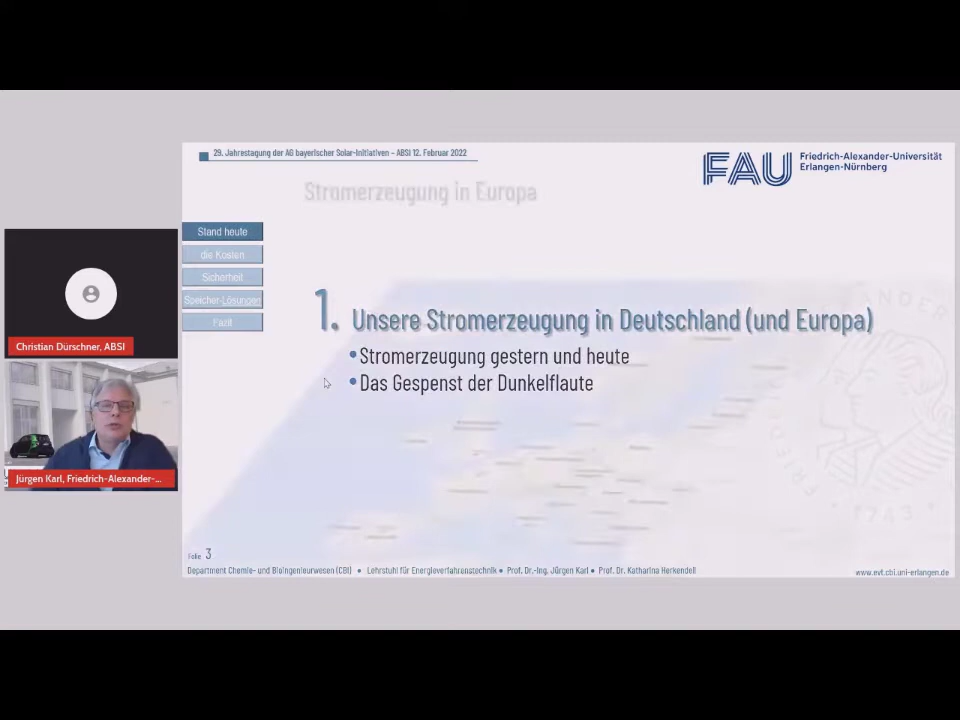 29. Jahrestagung der AG bayerischer Solar-Initiativen – ABSI 12. Februar 2022
FAU Friedrich-Alexander-Universität
Erlangen-Nürnberg
Stromerzeugung in Europa
Stand heute
die Kosten
Sicherheit
Speicher-Lösungen
Fazit
1. Unsere Stromerzeugung in Deutschland (und Europa)
•Stromerzeugung gestern und heute
•Das Gespenst der Dunkelflaute
Christian Dürschner, ABSI
Jürgen Karl, Friedrich-Alexander-...
Folie 3
Department Chemie- und Bioingenieurwesen (CBI) • Lehrstuhl für Energieverfahrenstechnik • Prof. Dr.-Ing. Jürgen Karl • Prof. Dr. Katharina Herkendell
www.evt.cbi.uni-erlangen.de
1743